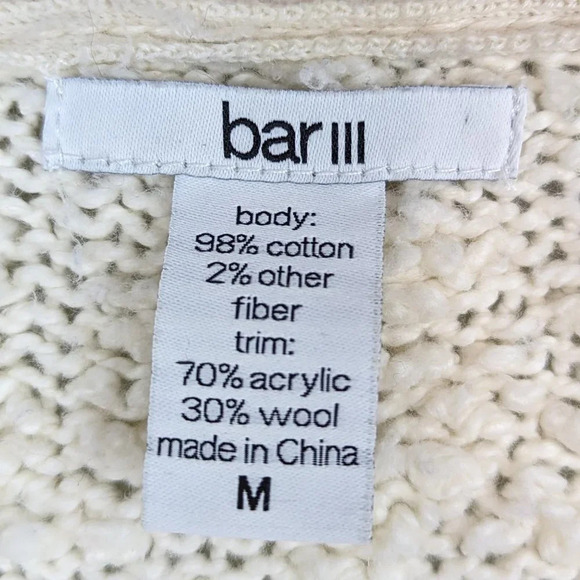 bar III
body:
98% cotton
2% other
fiber
trim:
70% acrylic
30% wool
made in China
M